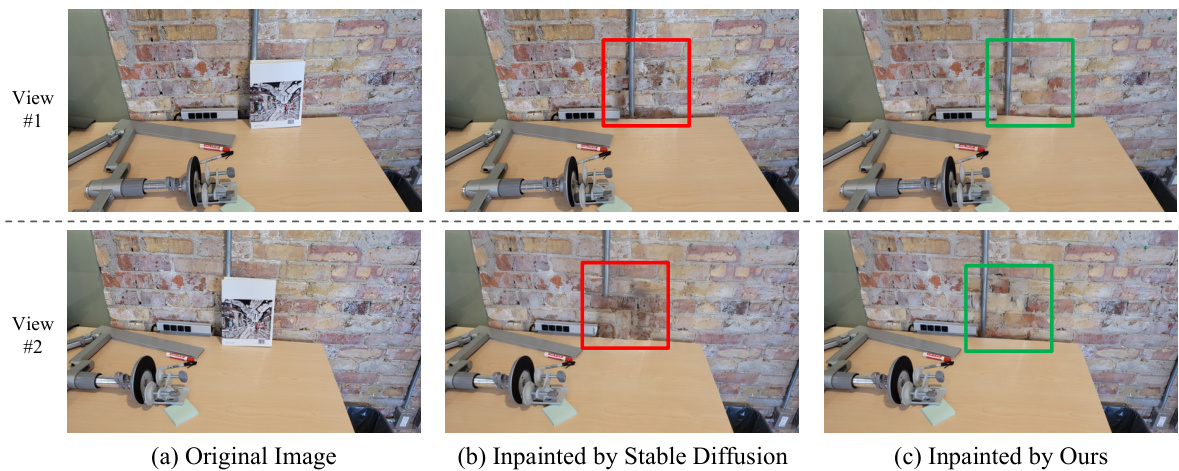 View
#1
View
#2
(a) Original Image
(b) Inpainted by Stable Diffusion
(c) Inpainted by Ours